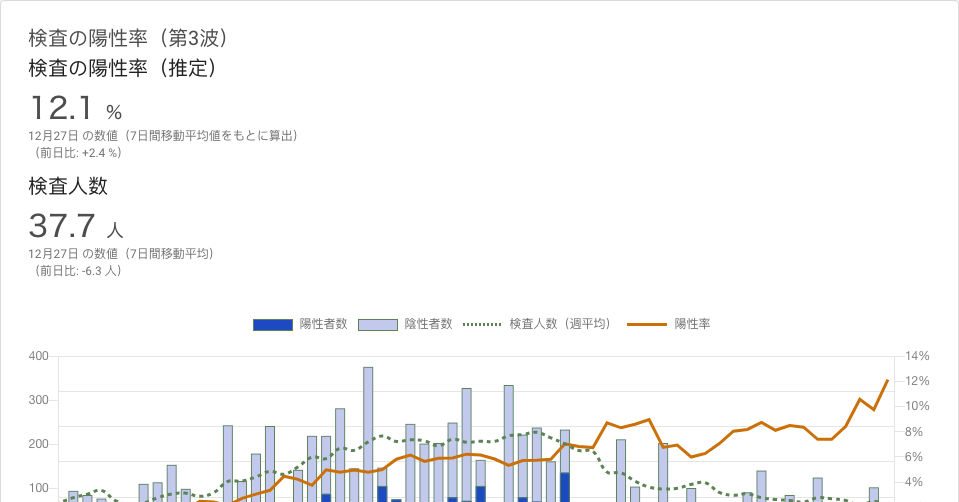 検査の陽性率（第3波）
検査の陽性率（推定）
12.1 %
12月27日 の数値（7日間移動平均値をもとに算出）
（前日比: +2.4 %）
検査人数
37.7 人
12月27日 の数値（7日間移動平均）
（前日比: -6.3 人）
陽性者数 陰性者数 検査人数（週平均） 陽性率
400 14%
12%
300 10%
200 8%
6%
100 4%